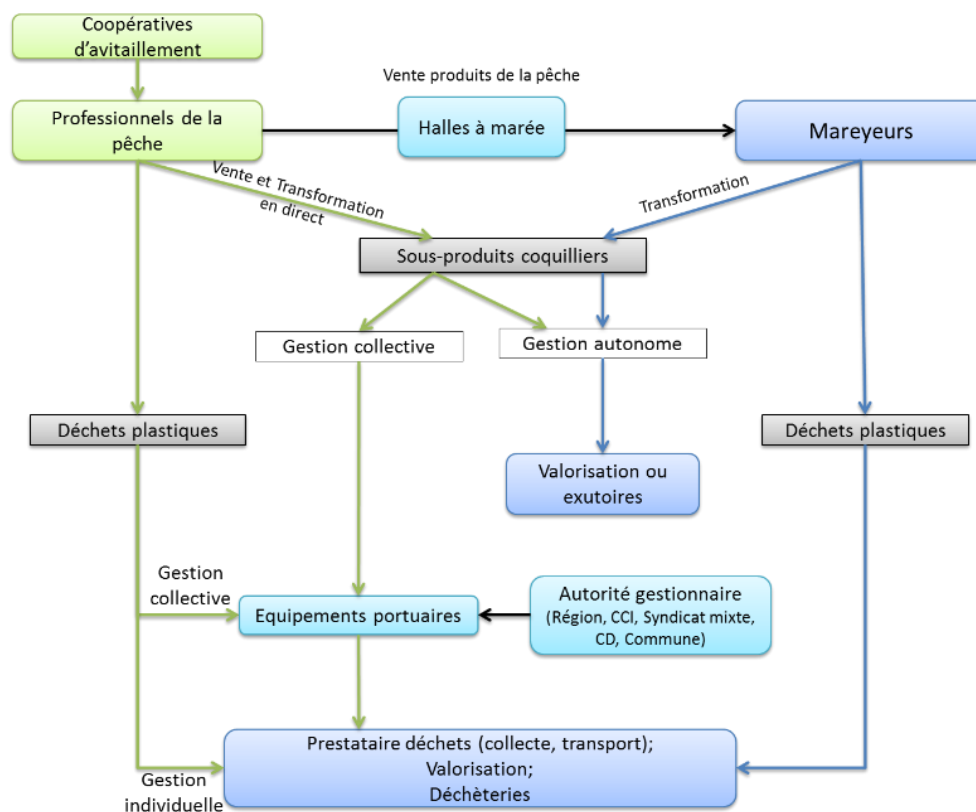 Coopératives
d'avitaillement
Vente produits de la pêche
Professionnels de la
pêche
Halles à marée
Mareyeurs
Vente et Transformation
en direct
Transformation
Sous-produits coquilliers
Gestion collective
Gestion autonome
Déchets plastiques
Déchets plastiques
Valorisation ou
exutoires
Gestion
collective
Equipements portuaires
Autorité gestionnaire
(Région, CCI, Syndicat mixte,
CD, Commune)
Prestataire déchets (collecte, transport);
Valorisation;
Déchèteries
Gestion
individuelle